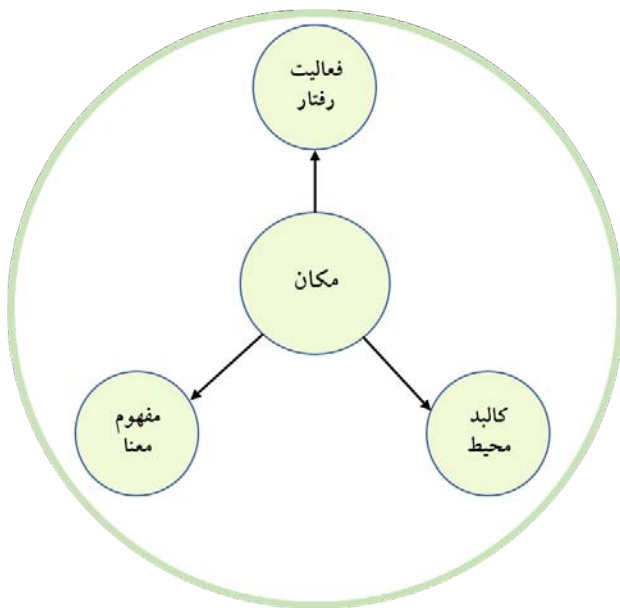 فعالیت
رفتار
مکان
کالبد
محیط
مفهوم
معنا